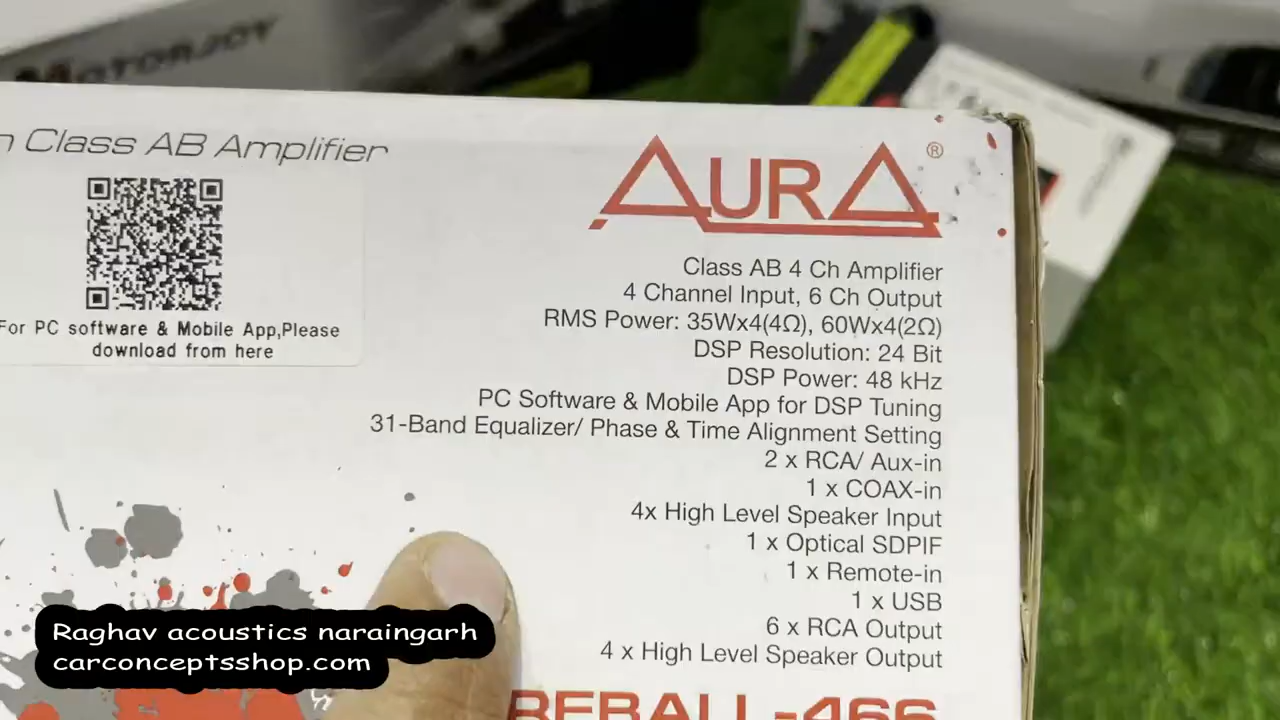 MOTORJOY
Class AB Amplifier
AURA®
For PC software & Mobile App,Please
download from here
Class AB 4 Ch Amplifier
4 Channel Input, 6 Ch Output
RMS Power: 35Wx4(4Ω), 60Wx4(2Ω)
DSP Resolution: 24 Bit
DSP Power: 48 kHz
PC Software & Mobile App for DSP Tuning
31-Band Equalizer/ Phase & Time Alignment Setting
2 x RCA/ Aux-in
1 x COAX-in
4x High Level Speaker Input
1 x Optical SDPIF
1 x Remote-in
1 x USB
6 x RCA Output
4 x High Level Speaker Output
REBALL-466
Raghav acoustics naraingarh
carconceptsshop.com